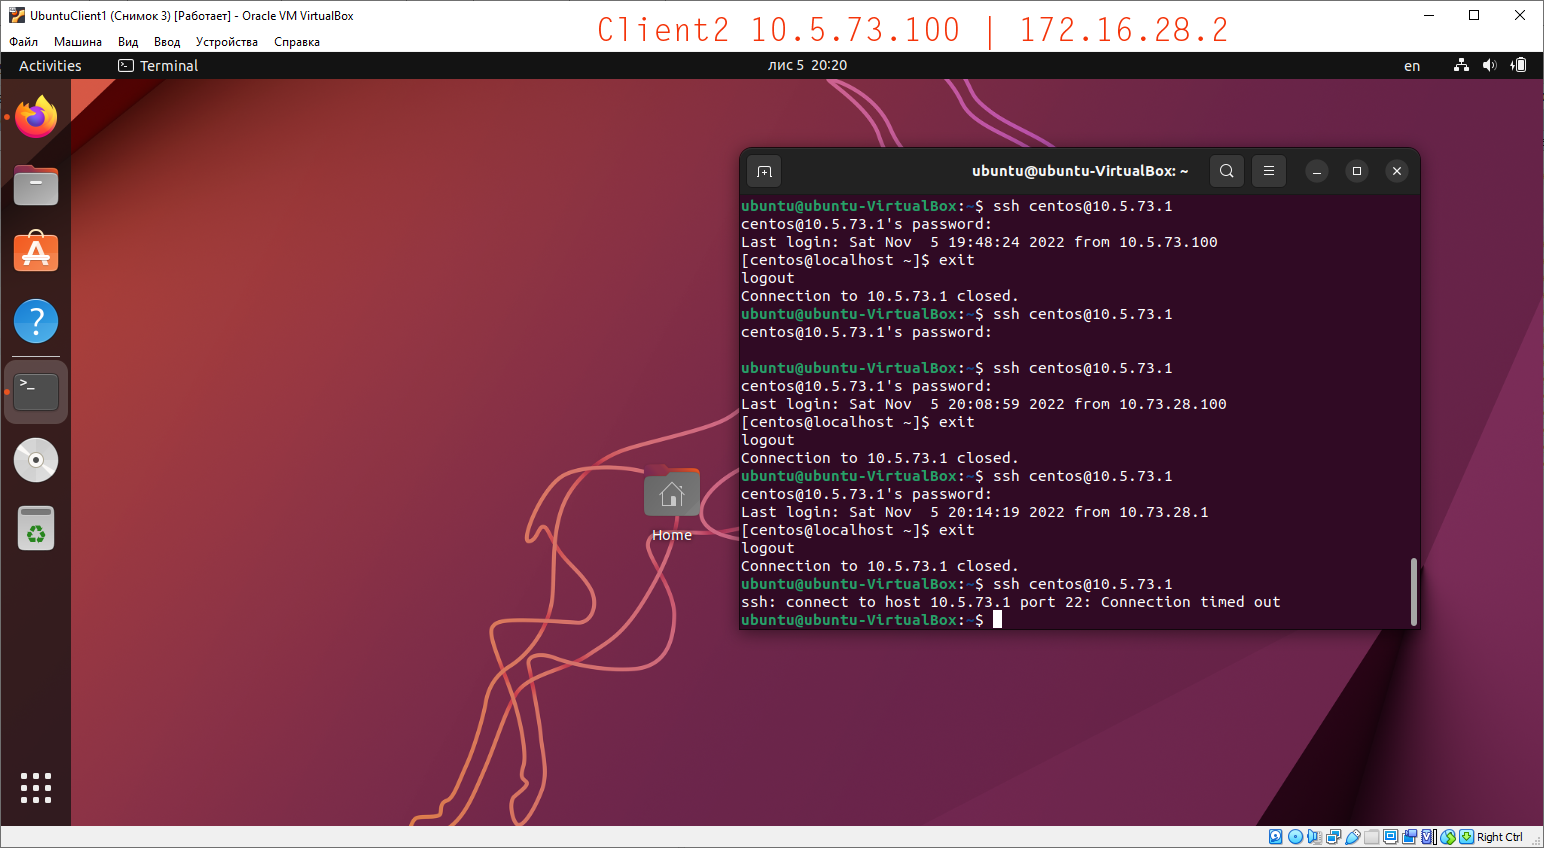 UbuntuClient1 (Снимок 3) [Работает] - Oracle VM VirtualBox
Client2 10.5.73.100 | 172.16.28.2
Файл Машина Вид Ввод Устройства Справка
Activities Terminal лис 5 20:20 en
ubuntu@ubuntu-VirtualBox: ~
ubuntu@ubuntu-VirtualBox:~$ ssh centos@10.5.73.1
centos@10.5.73.1's password:
Last login: Sat Nov  5 19:48:24 2022 from 10.5.73.100
[centos@localhost ~]$ exit
logout
Connection to 10.5.73.1 closed.
ubuntu@ubuntu-VirtualBox:~$ ssh centos@10.5.73.1
centos@10.5.73.1's password:
ubuntu@ubuntu-VirtualBox:~$ ssh centos@10.5.73.1
centos@10.5.73.1's password:
Last login: Sat Nov  5 20:08:59 2022 from 10.73.28.100
[centos@localhost ~]$ exit
logout
Connection to 10.5.73.1 closed.
ubuntu@ubuntu-VirtualBox:~$ ssh centos@10.5.73.1
centos@10.5.73.1's password:
Last login: Sat Nov  5 20:14:19 2022 from 10.73.28.1
[centos@localhost ~]$ exit
logout
Connection to 10.5.73.1 closed.
ubuntu@ubuntu-VirtualBox:~$ ssh centos@10.5.73.1
ssh: connect to host 10.5.73.1 port 22: Connection timed out
ubuntu@ubuntu-VirtualBox:~$
Home
Right Ctrl